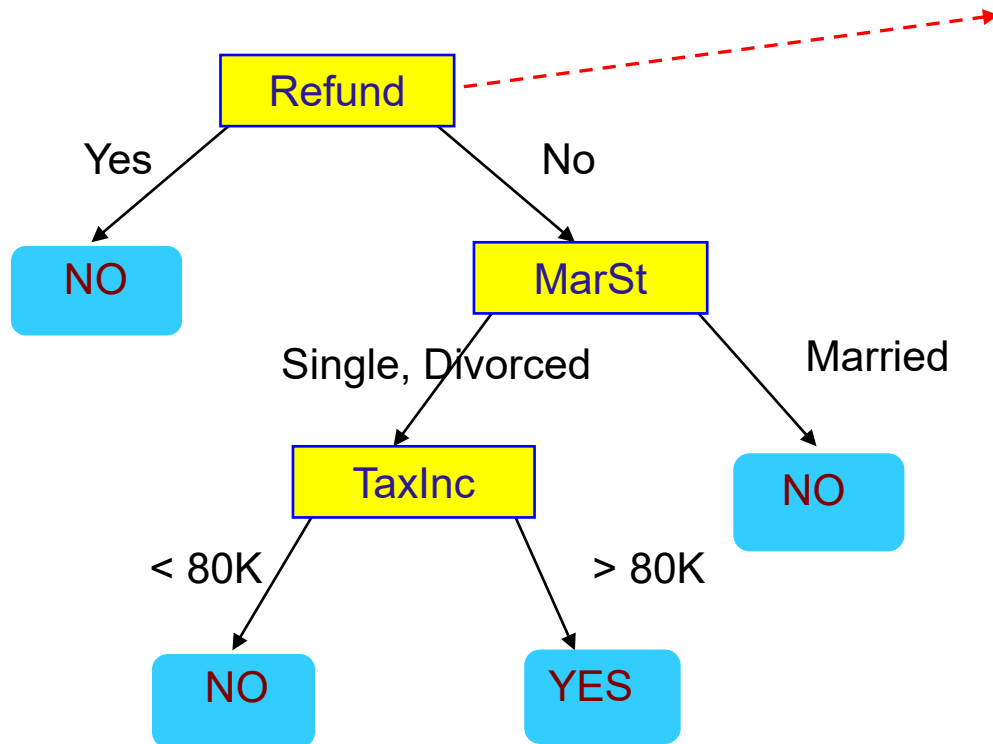 Refund
Yes
No
NO
MarSt
Single, Divorced
Married
TaxInc
NO
< 80K
> 80K
NO
YES